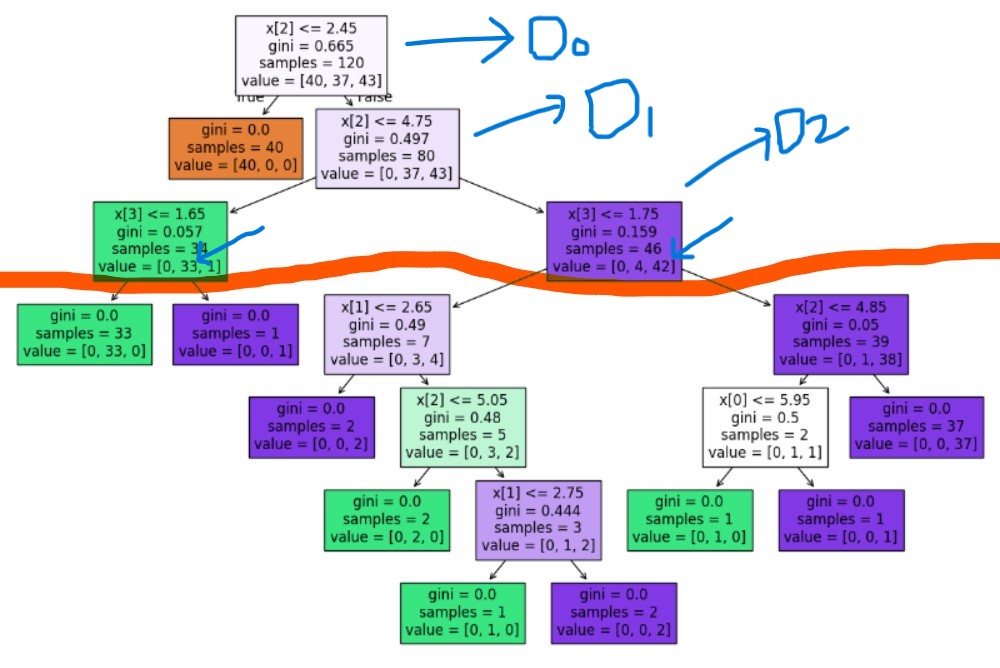 x[2] <= 2.45
gini = 0.665
samples = 120
value = [40, 37, 43]
D0
True
False
gini = 0.0
samples = 40
value = [40, 0, 0]
x[2] <= 4.75
gini = 0.497
samples = 80
value = [0, 37, 43]
D1
D2
x[3] <= 1.65
gini = 0.057
samples = 34
value = [0, 33, 1]
x[3] <= 1.75
gini = 0.159
samples = 46
value = [0, 4, 42]
gini = 0.0
samples = 33
value = [0, 33, 0]
gini = 0.0
samples = 1
value = [0, 0, 1]
x[1] <= 2.65
gini = 0.49
samples = 7
value = [0, 3, 4]
x[2] <= 4.85
gini = 0.05
samples = 39
value = [0, 1, 38]
gini = 0.0
samples = 2
value = [0, 0, 2]
x[2] <= 5.05
gini = 0.48
samples = 5
value = [0, 3, 2]
x[0] <= 5.95
gini = 0.5
samples = 2
value = [0, 1, 1]
gini = 0.0
samples = 37
value = [0, 0, 37]
gini = 0.0
samples = 2
value = [0, 2, 0]
x[1] <= 2.75
gini = 0.444
samples = 3
value = [0, 1, 2]
gini = 0.0
samples = 1
value = [0, 1, 0]
gini = 0.0
samples = 1
value = [0, 0, 1]
gini = 0.0
samples = 1
value = [0, 1, 0]
gini = 0.0
samples = 2
value = [0, 0, 2]